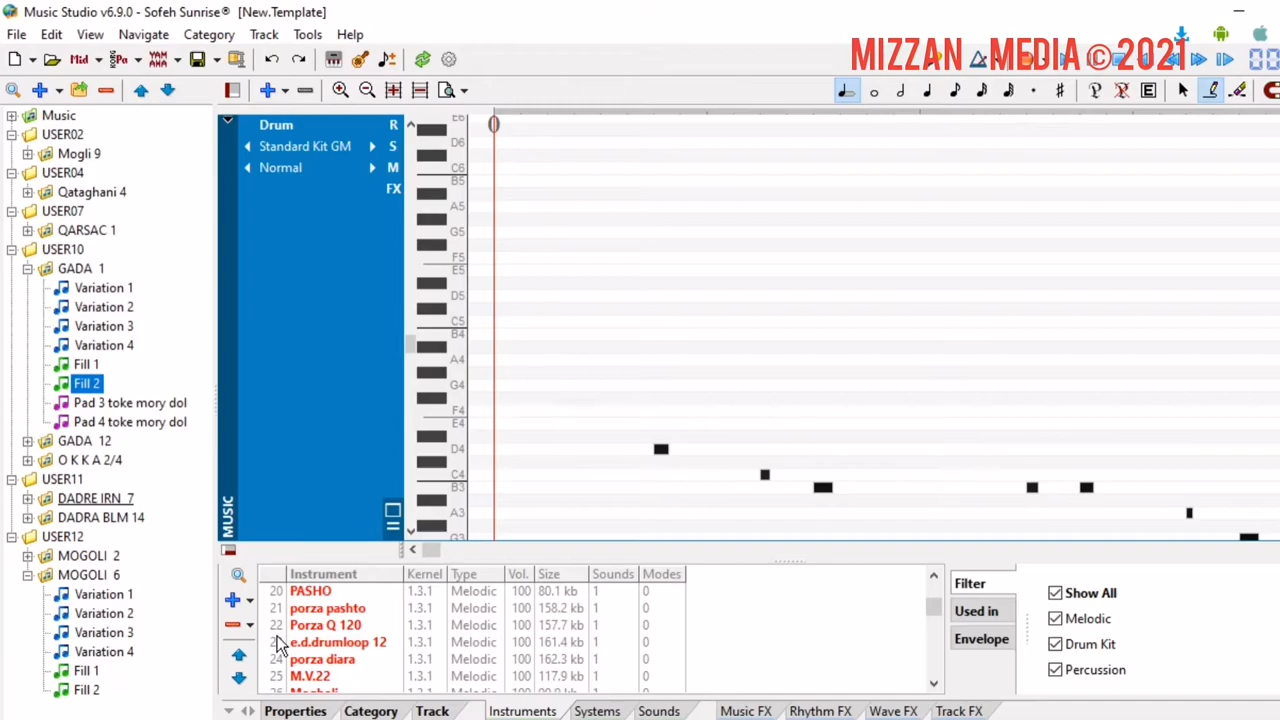 Music Studio v6.9.0 - Sofeh Sunrise® [New.Template]
File Edit View Navigate Category Track Tools Help
MIZZAN MEDIA © 2021
Mid
YAMAHA
Music
USER02
Mogli 9
USER04
Qataghani 4
USER07
QARSAC 1
USER10
GADA 1
Variation 1
Variation 2
Variation 3
Variation 4
Fill 1
Fill 2
Pad 3 toke mory dol
Pad 4 toke mory dol
GADA 12
O K K A 2/4
USER11
DADRE IRN 7
DADRA BLM 14
USER12
MOGOLI 2
MOGOLI 6
Variation 1
Variation 2
Variation 3
Variation 4
Fill 1
Fill 2
Drum R
Standard Kit GM S
Normal M
FX
MUSIC
E6
D6
C6
B5
A5
G5
F5
E5
D5
C5
B4
A4
G4
F4
E4
D4
C4
B3
A3
G3
Instrument Kernel Type Vol. Size Sounds Modes
20 PASHO 1.3.1 Melodic 100 80.1 kb 1 0
21 porza pashto 1.3.1 Melodic 100 158.2 kb 1 0
22 Porza Q 120 1.3.1 Melodic 100 157.7 kb 1 0
e.d.drumloop 12 1.3.1 Melodic 100 161.4 kb 1 0
24 porza diara 1.3.1 Melodic 100 162.3 kb 1 0
25 M.V.22 1.3.1 Melodic 100 117.9 kb 1 0
Filter
Used in
Envelope
Show All
Melodic
Drum Kit
Percussion
Properties Category Track Instruments Systems Sounds Music FX Rhythm FX Wave FX Track FX